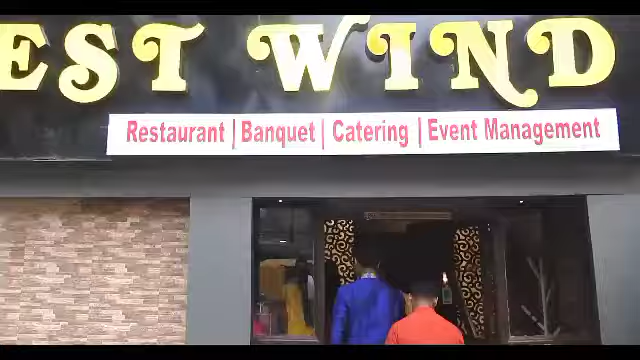 EST WIND
Restaurant | Banquet | Catering | Event Management